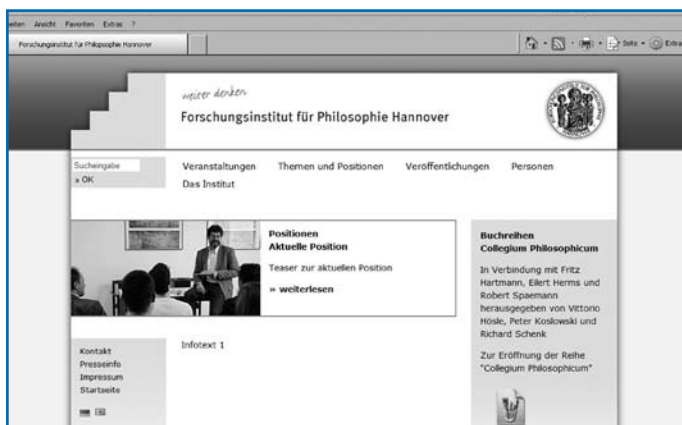 eiten Ansicht Favoriten Extras ?
Forschungsinstitut für Philosophie Hannover
Seite Extra
weiter denken
Forschungsinstitut für Philosophie Hannover
Sucheingabe
» OK
Veranstaltungen Themen und Positionen Veröffentlichungen Personen
Das Institut
Positionen
Aktuelle Position
Teaser zur aktuellen Position
» weiterlesen
Buchreihen
Collegium Philosophicum
In Verbindung mit Fritz
Hartmann, Eilert Herms und
Robert Spaemann
herausgegeben von Vittorio
Hösle, Peter Koslowski und
Richard Schenk
Zur Eröffnung der Reihe
"Collegium Philosophicum"
Kontakt
Presseinfo
Impressum
Startseite
Infotext 1